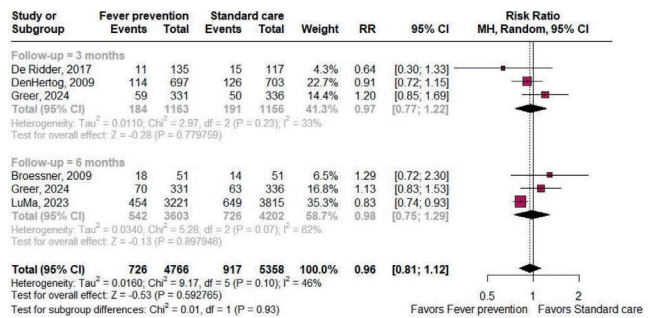 Study or Fever prevention Standard care Risk Ratio
Subgroup Events Total Events Total Weight RR 95% CI MH, Random, 95% CI
Follow-up = 3 months
De Ridder, 2017 11 135 15 117 4.3% 0.64 [0.30; 1.33]
DenHertog, 2009 114 697 126 703 22.7% 0.91 [0.72; 1.15]
Greer, 2024 59 331 50 336 14.4% 1.20 [0.85; 1.69]
Total (95% CI) 184 1163 191 1156 41.3% 0.97 [0.77; 1.22]
Heterogeneity: Tau² = 0.0110; Chi² = 2.97, df = 2 (P = 0.23); I² = 33%
Test for overall effect: Z = -0.28 (P = 0.779759)
Follow-up = 6 months
Broessner, 2009 18 51 14 51 6.5% 1.29 [0.72; 2.30]
Greer, 2024 70 331 63 336 16.8% 1.13 [0.83; 1.53]
LuMa, 2023 454 3221 649 3815 35.3% 0.83 [0.74; 0.93]
Total (95% CI) 542 3603 726 4202 58.7% 0.98 [0.75; 1.29]
Heterogeneity: Tau² = 0.0340; Chi² = 5.28, df = 2 (P = 0.07); I² = 62%
Test for overall effect: Z = -0.13 (P = 0.897946)
Total (95% CI) 726 4766 917 5358 100.0% 0.96 [0.81; 1.12]
Heterogeneity: Tau² = 0.0160; Chi² = 9.17, df = 5 (P = 0.10); I² = 46%
Test for overall effect: Z = -0.53 (P = 0.592765)
Test for subgroup differences: Chi² = 0.01, df = 1 (P = 0.93)
0.5 1 2
Favors Fever prevention Favors Standard care